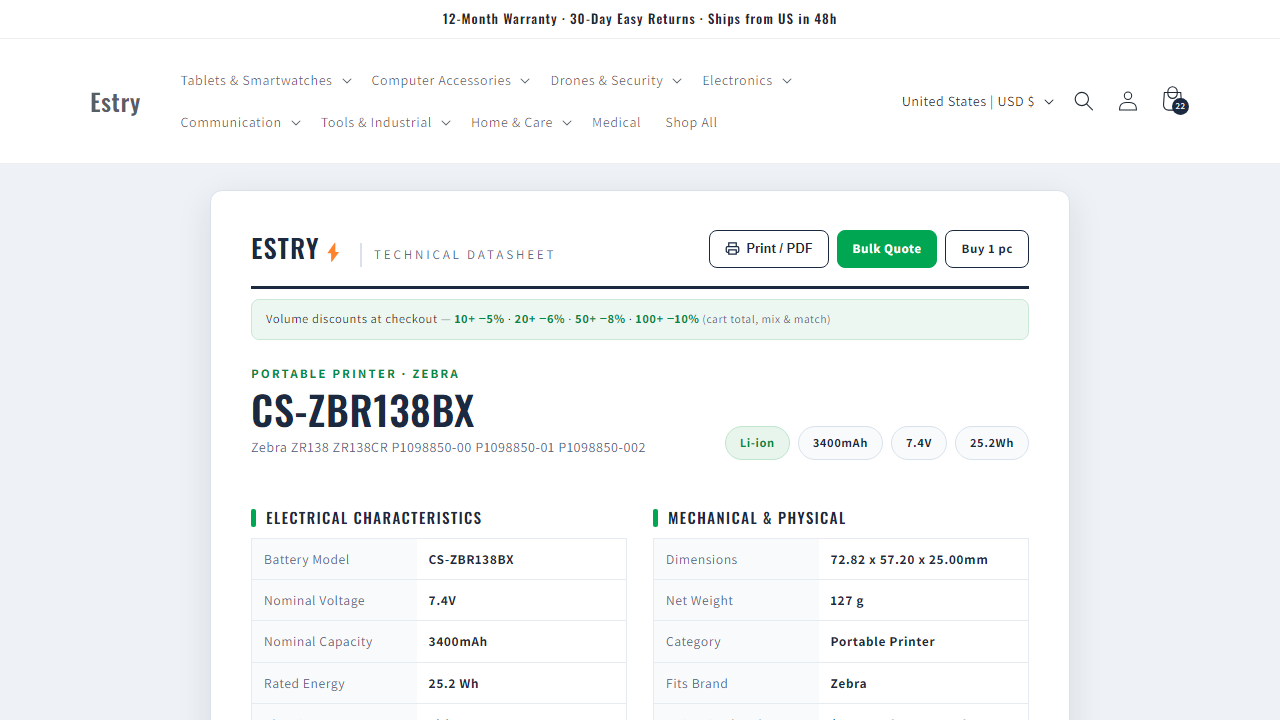 12-Month Warranty · 30-Day Easy Returns · Ships from US in 48h
Estry
Tablets & Smartwatches
Computer Accessories
Drones & Security
Electronics
Communication
Tools & Industrial
Home & Care
Medical
Shop All
United States | USD $
22
ESTRY
TECHNICAL DATASHEET
Print / PDF
Bulk Quote
Buy 1 pc
Volume discounts at checkout — 10+ −5% · 20+ −6% · 50+ −8% · 100+ −10% (cart total, mix & match)
PORTABLE PRINTER · ZEBRA
CS-ZBR138BX
Zebra ZR138 ZR138CR P1098850-00 P1098850-01 P1098850-002
Li-ion
3400mAh
7.4V
25.2Wh
ELECTRICAL CHARACTERISTICS
Battery Model CS-ZBR138BX
Nominal Voltage 7.4V
Nominal Capacity 3400mAh
Rated Energy 25.2 Wh
MECHANICAL & PHYSICAL
Dimensions 72.82 x 57.20 x 25.00mm
Net Weight 127 g
Category Portable Printer
Fits Brand Zebra